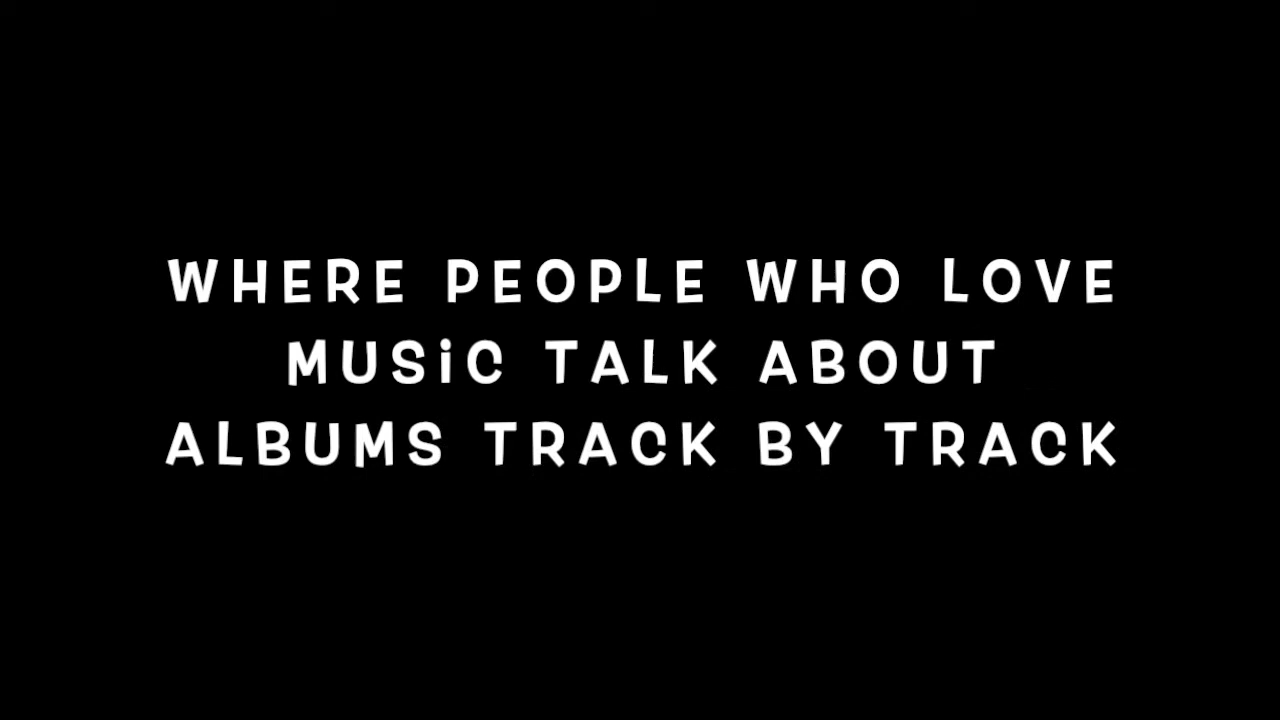 WHERE PEOPLE WHO LOVE
MUSiC TALK ABOUT
ALBUMS TRACK BY TRACK